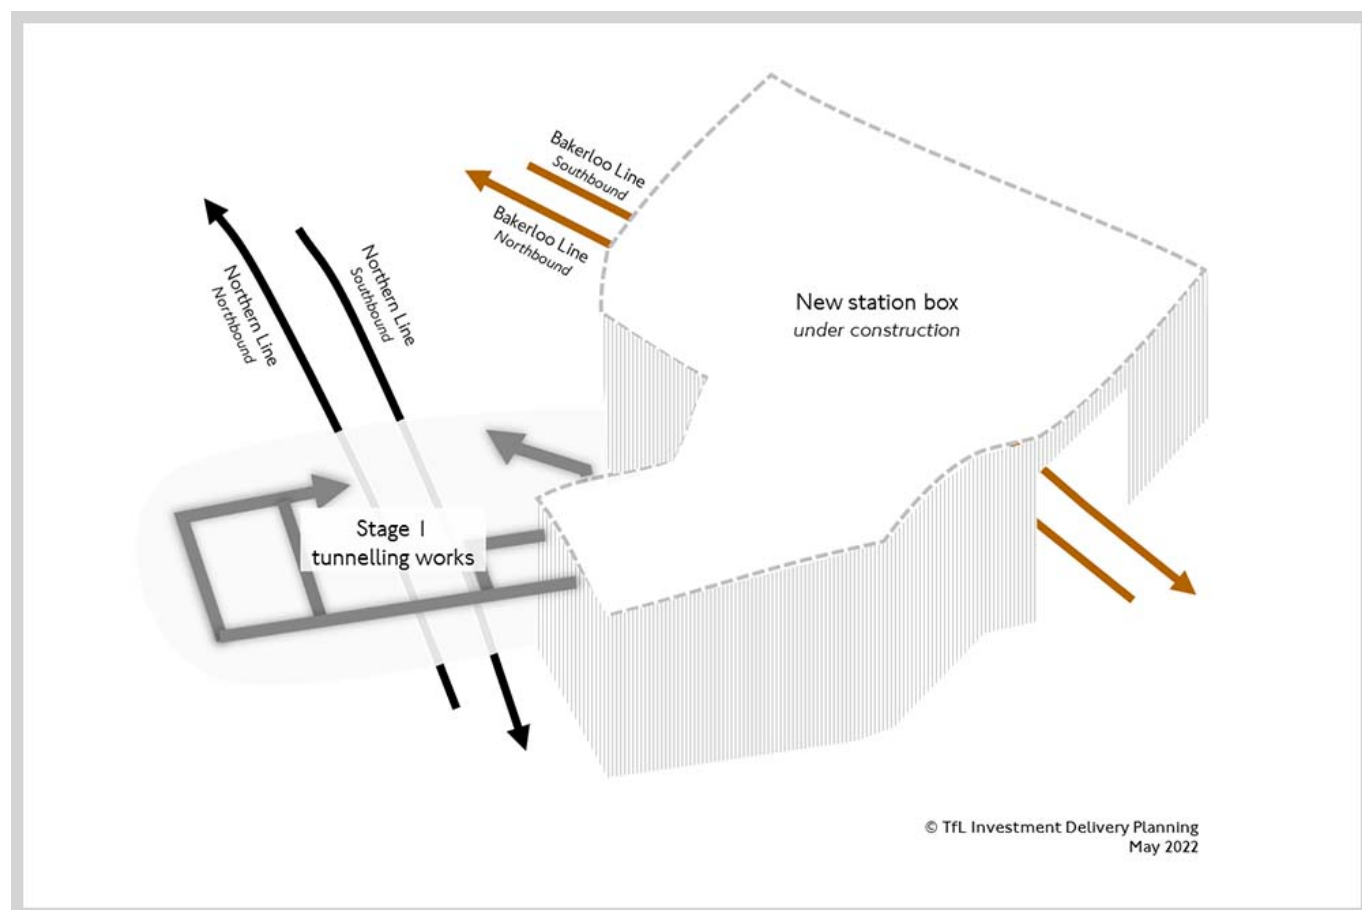 Bakerloo Line
Southbound
Bakerloo Line
Northbound
Northern Line
Northbound
Northern Line
Southbound
New station box
under construction
Stage 1
tunnelling works
© TfL Investment Delivery Planning
May 2022